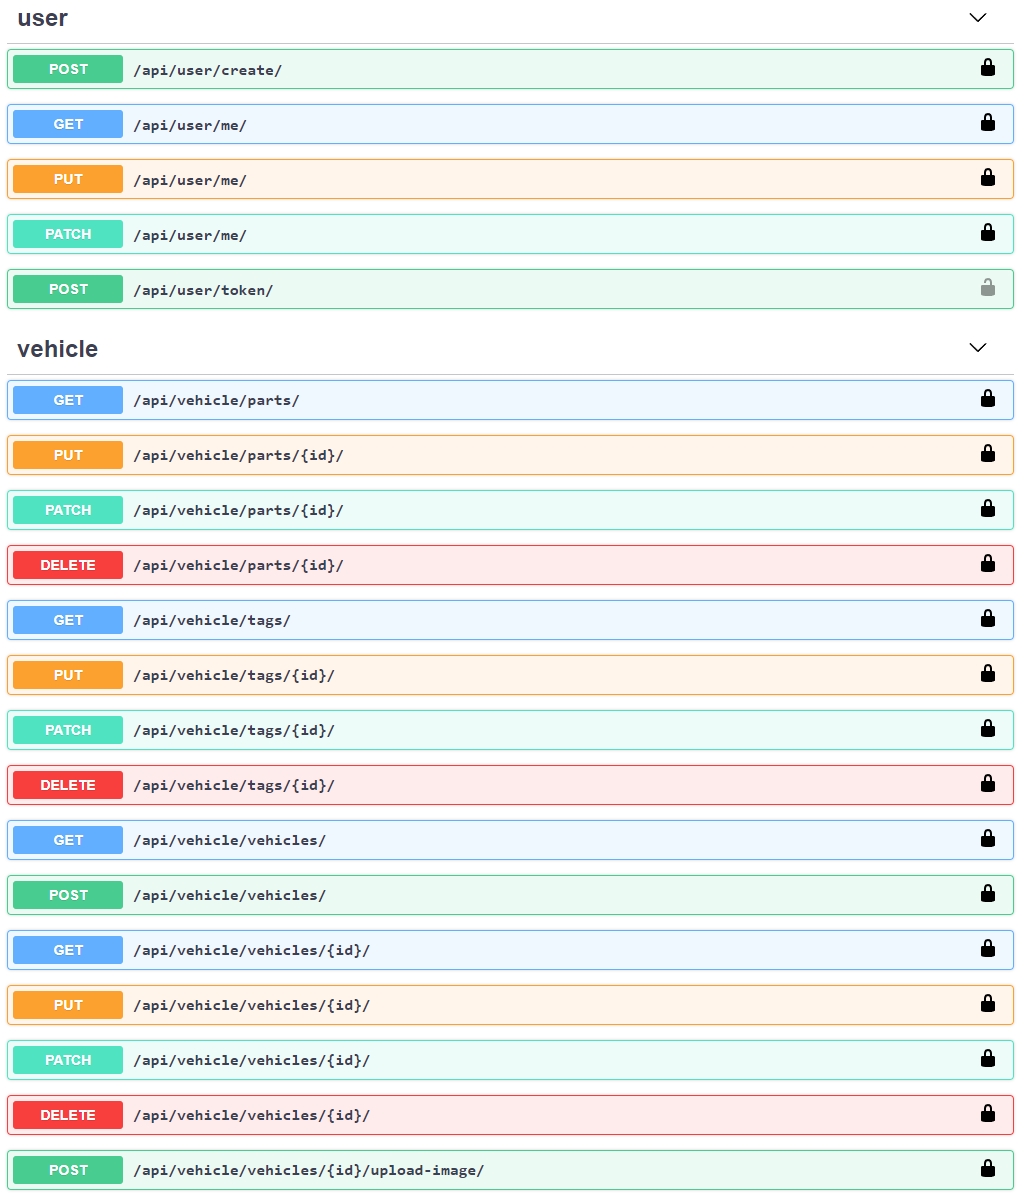 user
POST /api/user/create/
GET /api/user/me/
PUT /api/user/me/
PATCH /api/user/me/
POST /api/user/token/
vehicle
GET /api/vehicle/parts/
PUT /api/vehicle/parts/{id}/
PATCH /api/vehicle/parts/{id}/
DELETE /api/vehicle/parts/{id}/
GET /api/vehicle/tags/
PUT /api/vehicle/tags/{id}/
PATCH /api/vehicle/tags/{id}/
DELETE /api/vehicle/tags/{id}/
GET /api/vehicle/vehicles/
POST /api/vehicle/vehicles/
GET /api/vehicle/vehicles/{id}/
PUT /api/vehicle/vehicles/{id}/
PATCH /api/vehicle/vehicles/{id}/
DELETE /api/vehicle/vehicles/{id}/
POST /api/vehicle/vehicles/{id}/upload-image/